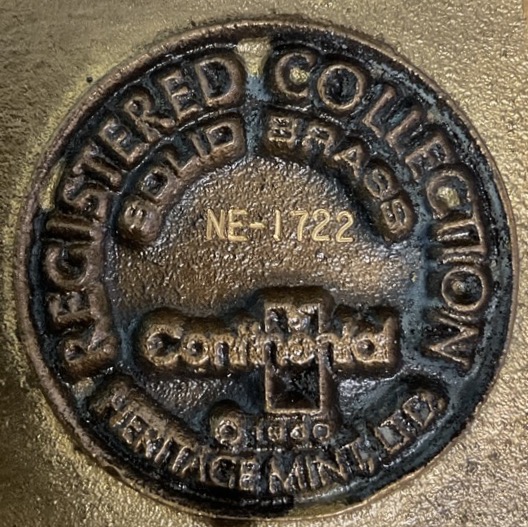 REGISTERED COLLECTION
SOLID BRASS
NE-1722
Continental
HERITAGE MINT, LTD.